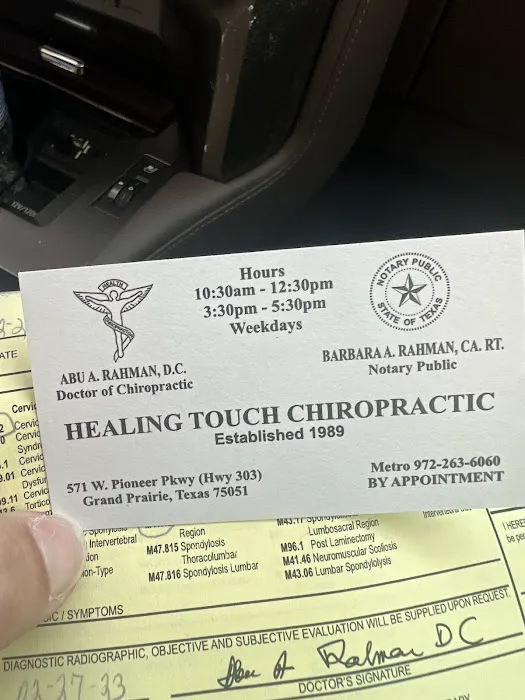 HEALTH
Hours
10:30am - 12:30pm
3:30pm - 5:30pm
Weekdays
NOTARY PUBLIC
STATE OF TEXAS
ABU A. RAHMAN, D.C.
Doctor of Chiropractic
BARBARA A. RAHMAN, CA. RT.
Notary Public
HEALING TOUCH CHIROPRACTIC
Established 1989
571 W. Pioneer Pkwy (Hwy 303)
Grand Prairie, Texas 75051
Metro 972-263-6060
BY APPOINTMENT
Intervertebral
Region
M47.815 Spondylosis
Thoracolumbar
M47.816 Spondylosis Lumbar
Lumbosacral Region
M96.1 Post Laminectomy
M41.46 Neuromuscular Scoliosis
M43.06 Lumbar Spondylolysis
/ SYMPTOMS
DIAGNOSTIC RADIOGRAPHIC, OBJECTIVE AND SUBJECTIVE EVALUATION WILL BE SUPPLIED UPON REQUEST.
Abu A Rahman DC
DOCTOR'S SIGNATURE